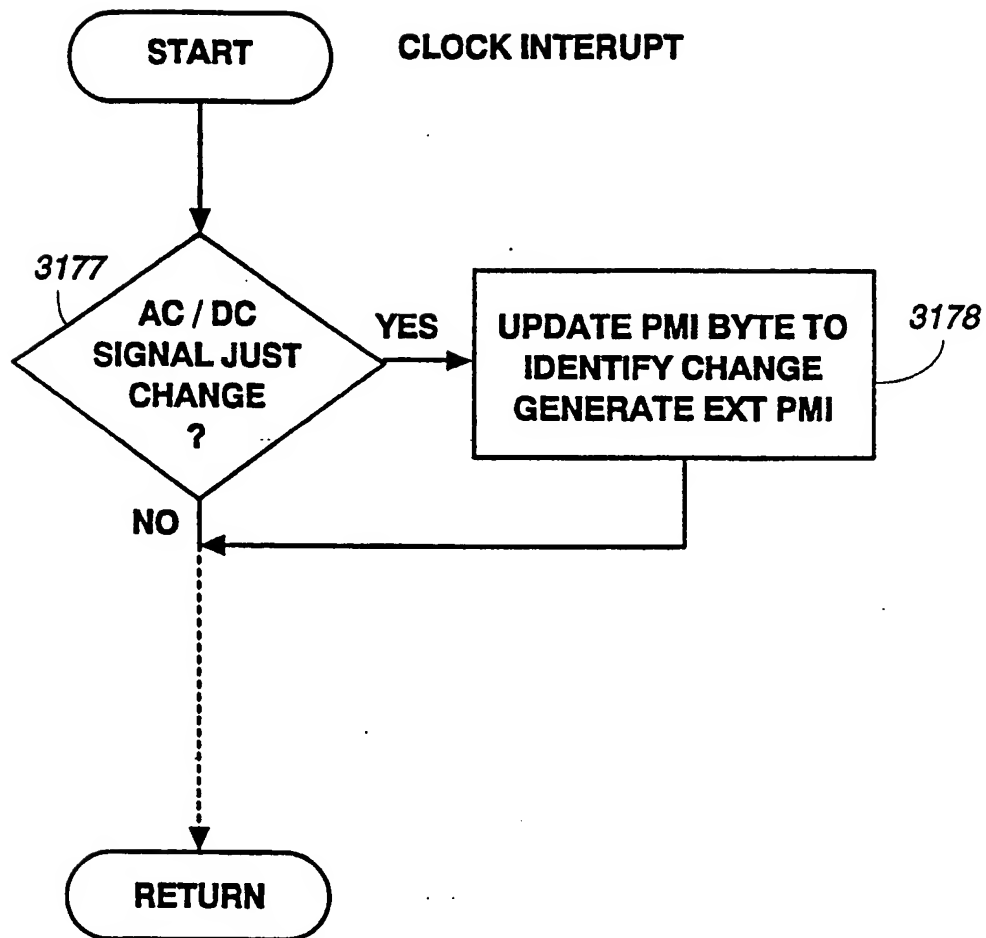 START
CLOCK INTERUPT
3177
AC / DC
SIGNAL JUST
CHANGE
?
YES
UPDATE PMI BYTE TO
IDENTIFY CHANGE
GENERATE EXT PMI
3178
NO
RETURN